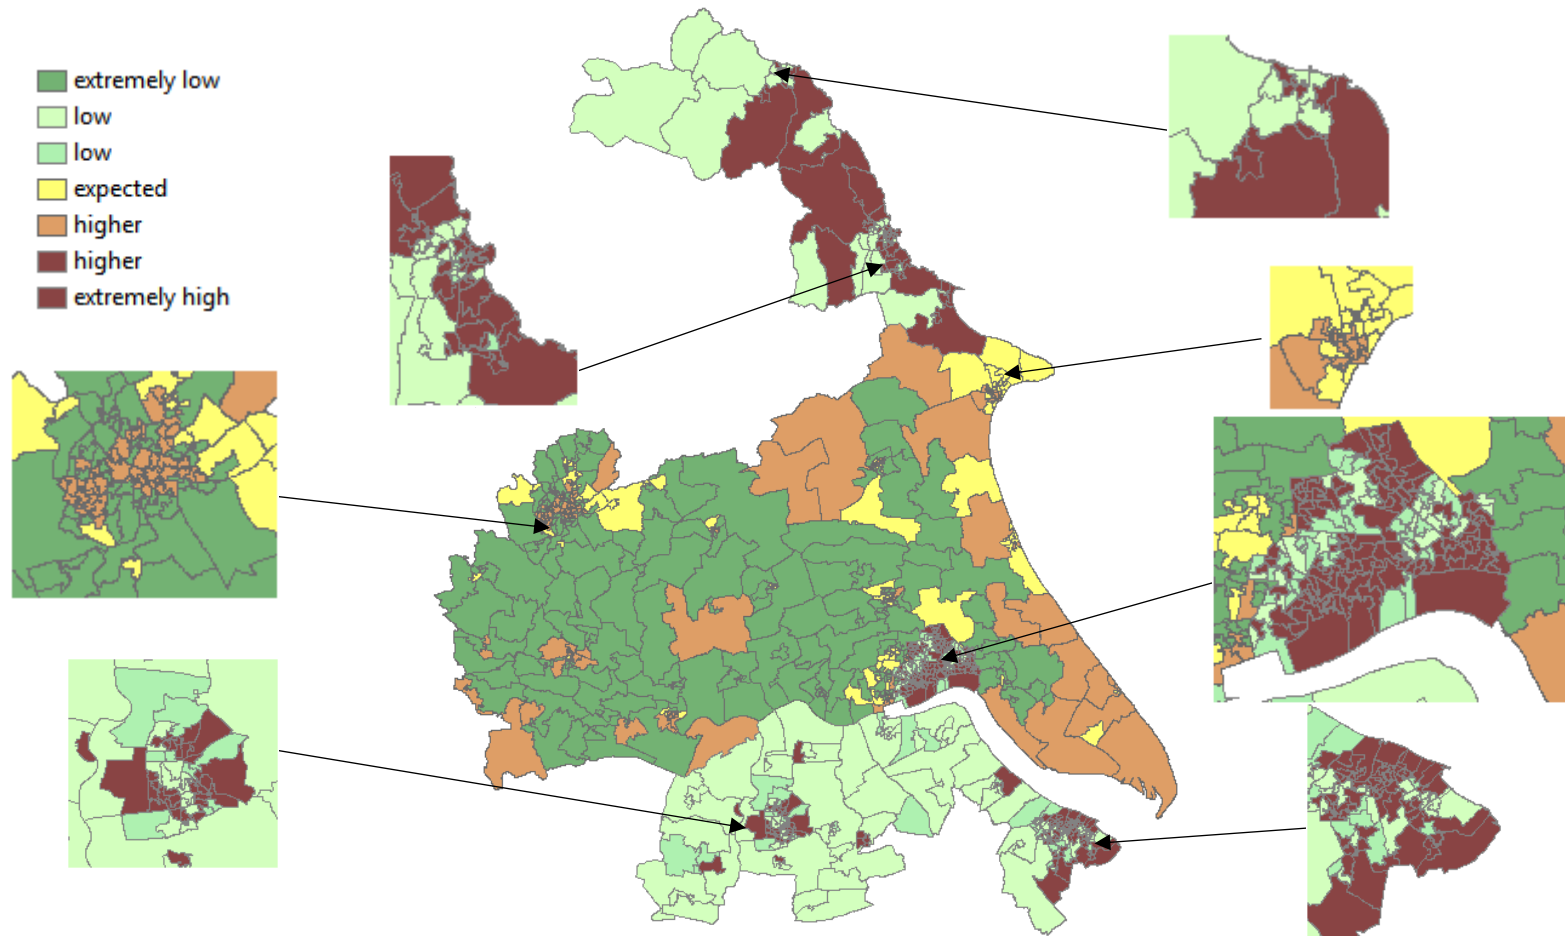 extremely low
low
low
expected
higher
higher
extremely high